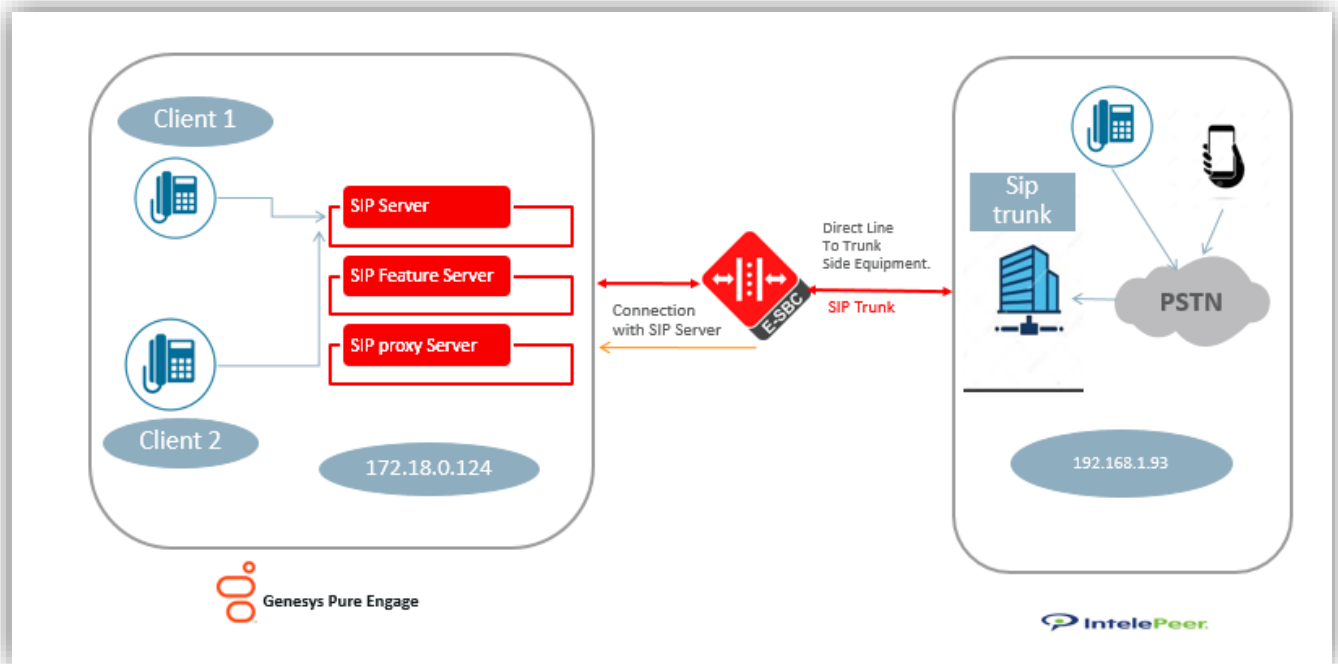 Client 1
SIP Server
SIP Feature Server
SIP proxy Server
Client 2
172.18.0.124
Genesys Pure Engage
Connection
with SIP Server
E-SBC
Direct Line
To Trunk
Side Equipment.
SIP Trunk
Sip
trunk
PSTN
192.168.1.93
IntelePeer.